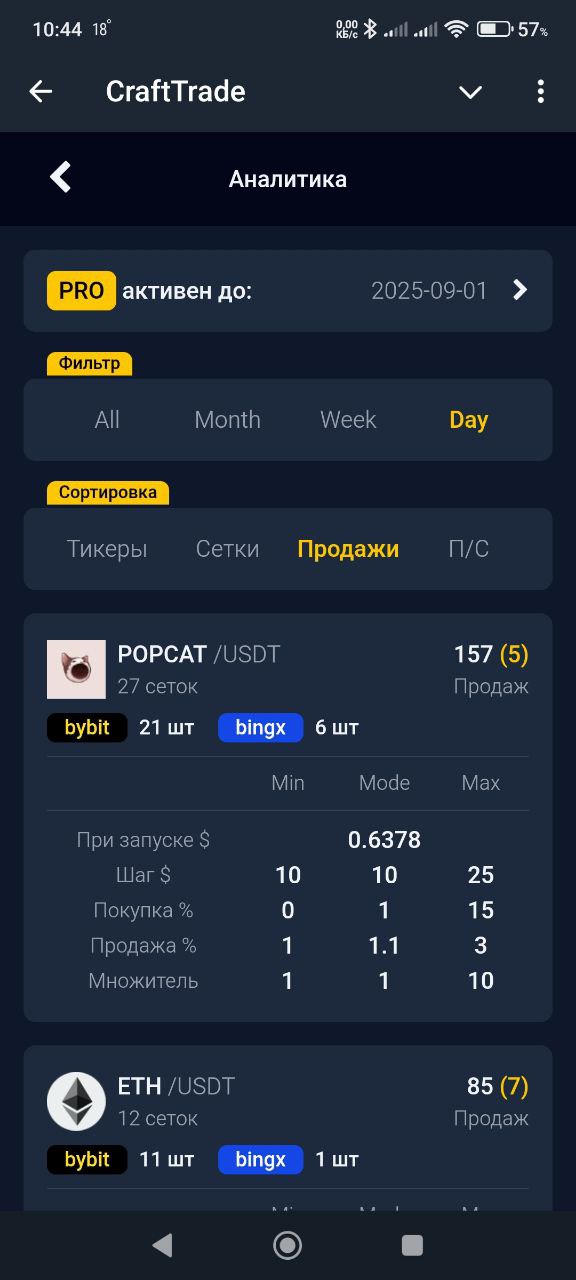 10:44 18° 0,00 КБ/с 57%
CraftTrade
Аналитика
PRO активен до: 2025-09-01
Фильтр
All Month Week Day
Сортировка
Тикеры Сетки Продажи П/С
POPCAT /USDT 157 (5)
27 сеток Продаж
bybit 21 шт bingx 6 шт
Min Mode Max
При запуске $ 0.6378
Шаг $ 10 10 25
Покупка % 0 1 15
Продажа % 1 1.1 3
Множитель 1 1 10
ETH /USDT 85 (7)
12 сеток Продаж
bybit 11 шт bingx 1 шт